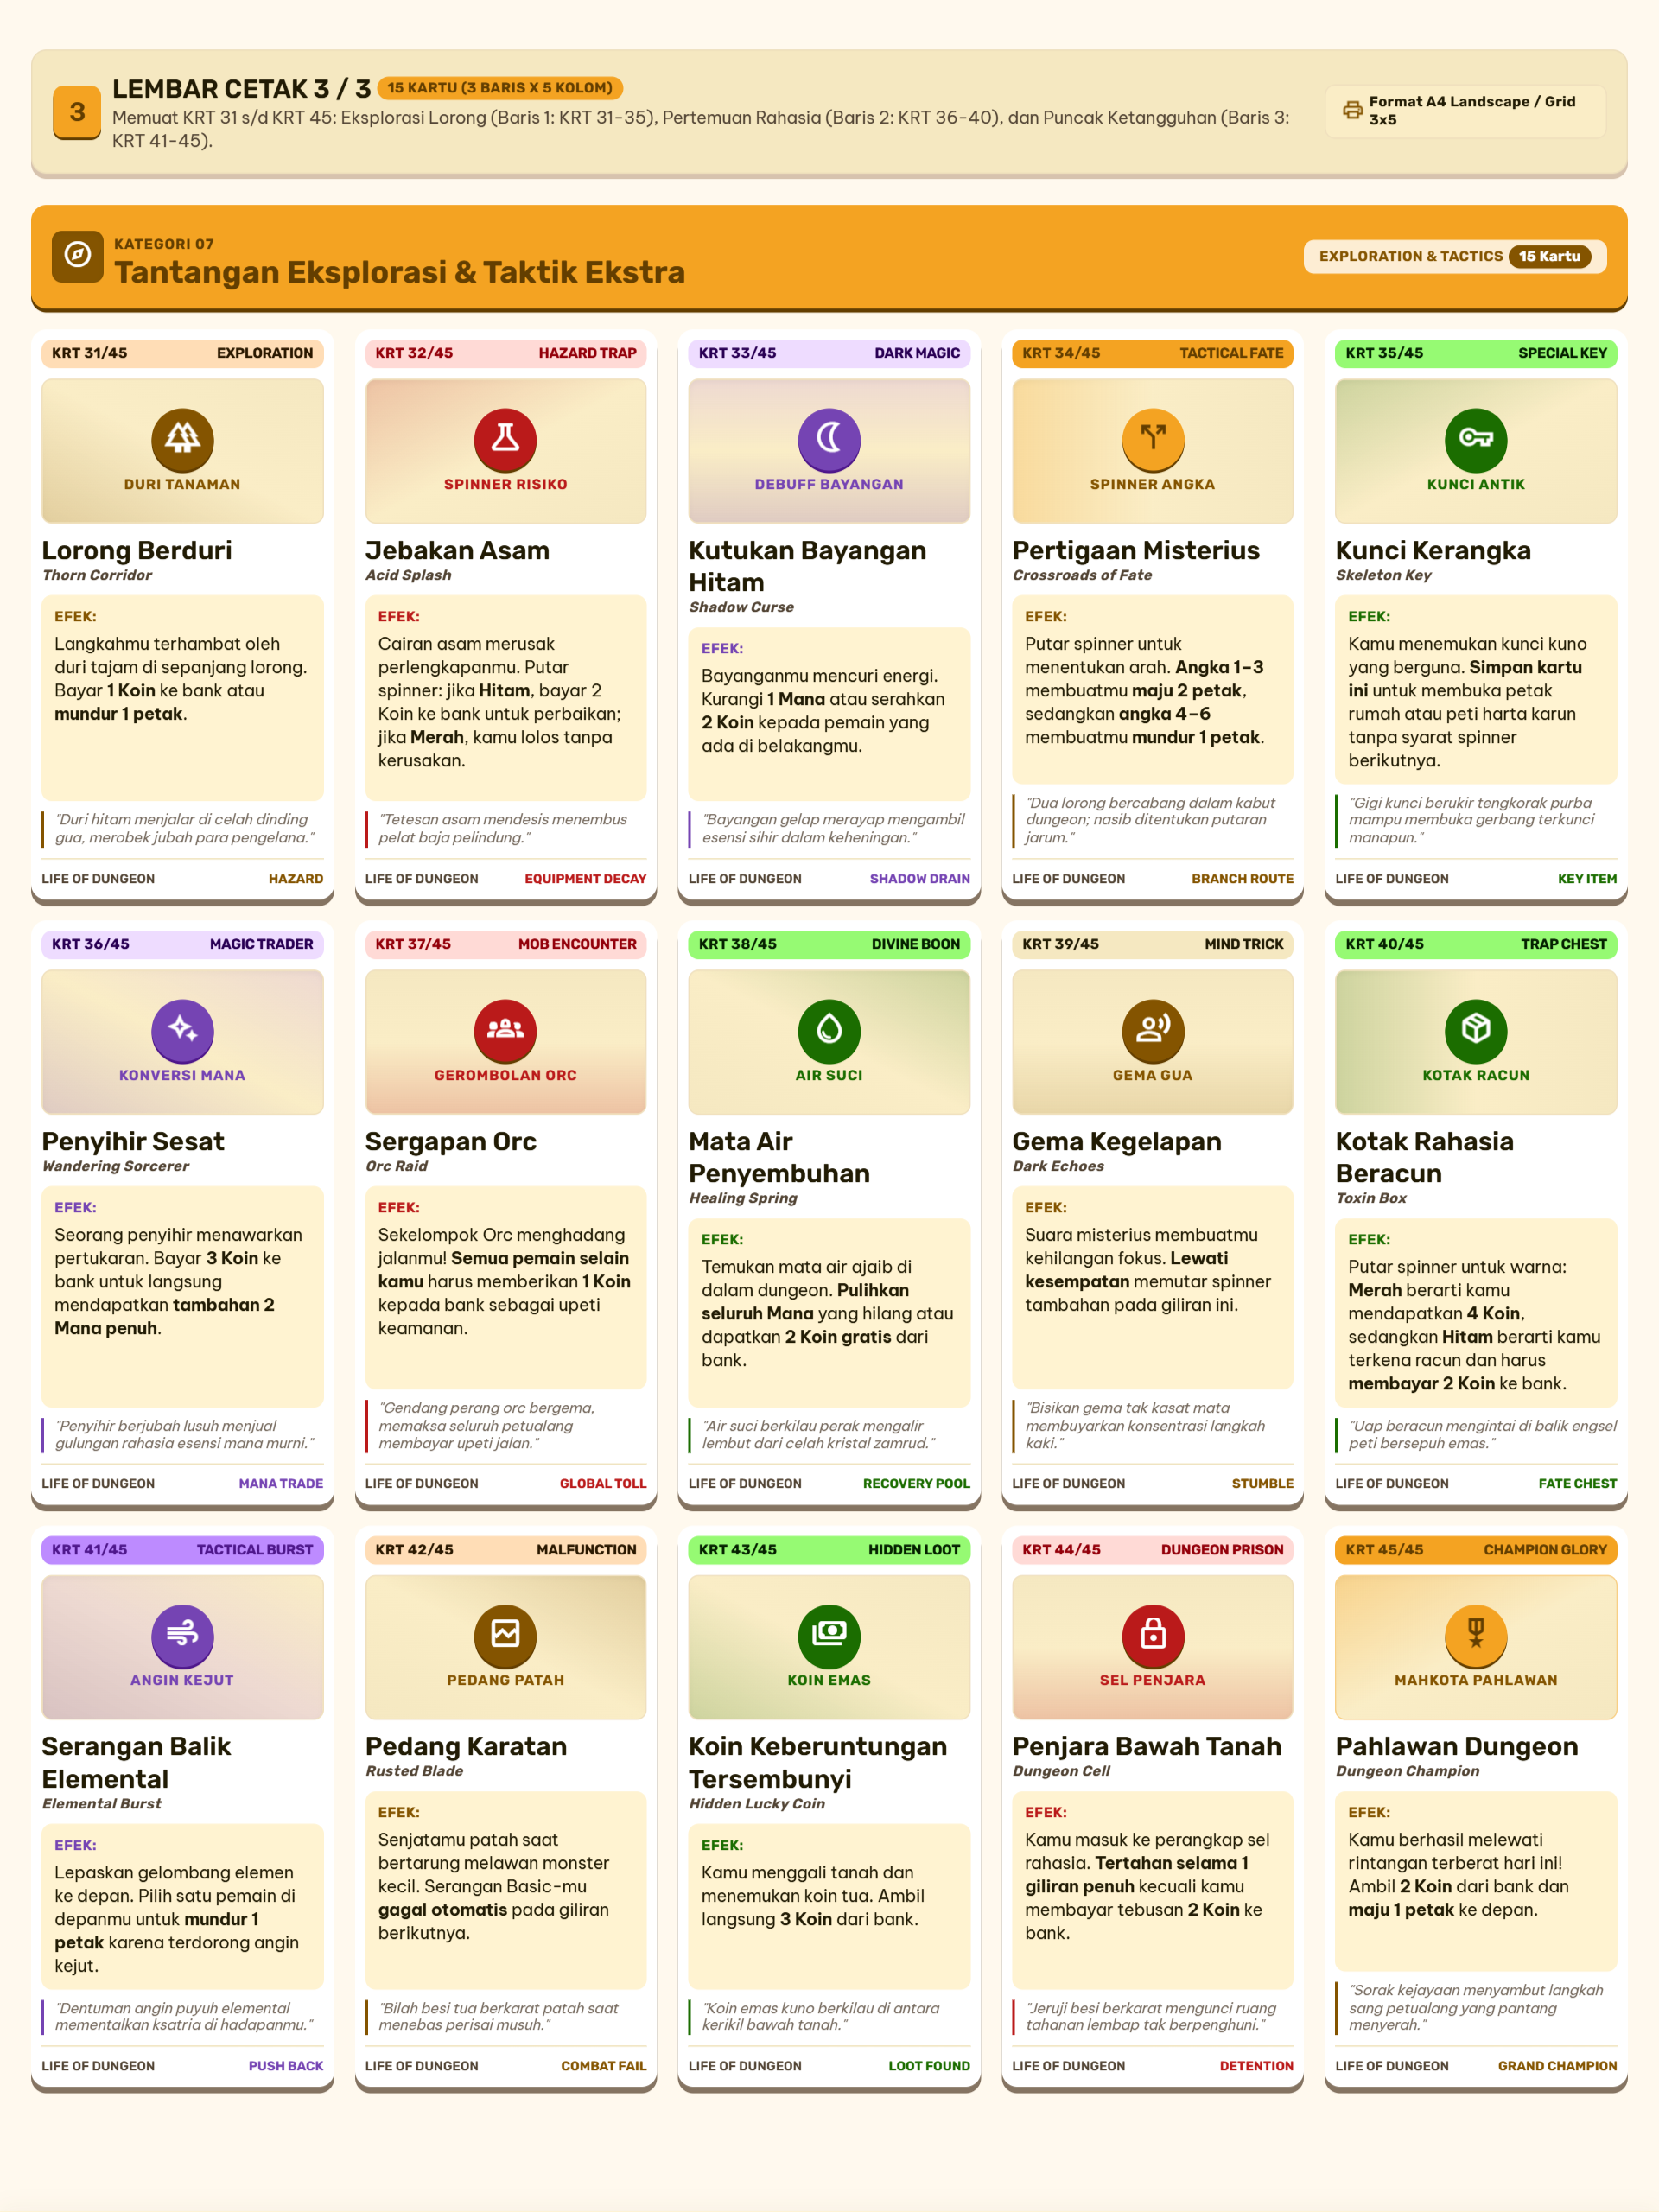 3
LEMBAR CETAK 3 / 3
15 KARTU (3 BARIS X 5 KOLOM)
Memuat KRT 31 s/d KRT 45: Eksplorasi Lorong (Baris 1: KRT 31-35), Pertemuan Rahasia (Baris 2: KRT 36-40), dan Puncak Ketangguhan (Baris 3:
KRT 41-45).
Format A4 Landscape / Grid
3x5
KATEGORI 07
Tantangan Eksplorasi & Taktik Ekstra
EXPLORATION & TACTICS 15 Kartu
KRT 31/45 EXPLORATION
DURI TANAMAN
Lorong Berduri
Thorn Corridor
EFEK:
Langkahmu terhambat oleh
duri tajam di sepanjang lorong.
Bayar 1 Koin ke bank atau
mundur 1 petak.
"Duri hitam menjalar di celah dinding
gua, merobek jubah para pengelana."
LIFE OF DUNGEON HAZARD
KRT 32/45 HAZARD TRAP
SPINNER RISIKO
Jebakan Asam
Acid Splash
EFEK:
Cairan asam merusak
perlengkapanmu. Putar
spinner: jika Hitam, bayar 2
Koin ke bank untuk perbaikan;
jika Merah, kamu lolos tanpa
kerusakan.
"Tetesan asam mendesis menembus
pelat baja pelindung."
LIFE OF DUNGEON EQUIPMENT DECAY
KRT 33/45 DARK MAGIC
DEBUFF BAYANGAN
Kutukan Bayangan
Hitam
Shadow Curse
EFEK:
Bayanganmu mencuri energi.
Kurangi 1 Mana atau serahkan
2 Koin kepada pemain yang
ada di belakangmu.
"Bayangan gelap merayap mengambil
esensi sihir dalam keheningan."
LIFE OF DUNGEON SHADOW DRAIN
KRT 34/45 TACTICAL FATE
SPINNER ANGKA
Pertigaan Misterius
Crossroads of Fate
EFEK:
Putar spinner untuk
menentukan arah. Angka 1-3
membuatmu maju 2 petak,
sedangkan angka 4-6
membuatmu mundur 1 petak.
"Dua lorong bercabang dalam kabut
dungeon; nasib ditentukan putaran
jarum."
LIFE OF DUNGEON BRANCH ROUTE
KRT 35/45 SPECIAL KEY
KUNCI ANTIK
Kunci Kerangka
Skeleton Key
EFEK:
Kamu menemukan kunci kuno
yang berguna. Simpan kartu
ini untuk membuka petak
rumah atau peti harta karun
tanpa syarat spinner
berikutnya.
"Gigi kunci berukir tengkorak purba
mampu membuka gerbang terkunci
manapun."
LIFE OF DUNGEON KEY ITEM
KRT 36/45 MAGIC TRADER
KONVERSI MANA
Penyihir Sesat
Wandering Sorcerer
EFEK:
Seorang penyihir menawarkan
pertukaran. Bayar 3 Koin ke
bank untuk langsung
mendapatkan tambahan 2
Mana penuh.
"Penyihir berjubah lusuh menjual
gulungan rahasia esensi mana murni."
LIFE OF DUNGEON MANA TRADE
KRT 37/45 MOB ENCOUNTER
GEROMBOLAN ORC
Sergapan Orc
Orc Raid
EFEK:
Sekelompok Orc menghadang
jalanmu! Semua pemain selain
kamu harus memberikan 1 Koin
kepada bank sebagai upeti
keamanan.
"Gendang perang orc bergema,
memaksa seluruh petualang
membayar upeti jalan."
LIFE OF DUNGEON GLOBAL TOLL
KRT 38/45 DIVINE BOON
AIR SUCI
Mata Air
Penyembuhan
Healing Spring
EFEK:
Temukan mata air ajaib di
dalam dungeon. Pulihkan
seluruh Mana yang hilang atau
dapatkan 2 Koin gratis dari
bank.
"Air suci berkilau perak mengalir
lembut dari celah kristal zamrud."
LIFE OF DUNGEON RECOVERY POOL
KRT 39/45 MIND TRICK
GEMA GUA
Gema Kegelapan
Dark Echoes
EFEK:
Suara misterius membuatmu
kehilangan fokus. Lewati
kesempatan memutar spinner
tambahan pada giliran ini.
"Bisikan gema tak kasat mata
membuyarkan konsentrasi langkah
kaki."
LIFE OF DUNGEON STUMBLE
KRT 40/45 TRAP CHEST
KOTAK RACUN
Kotak Rahasia
Beracun
Toxin Box
EFEK:
Putar spinner untuk warna:
Merah berarti kamu
mendapatkan 4 Koin,
sedangkan Hitam berarti kamu
terkena racun dan harus
membayar 2 Koin ke bank.
"Uap beracun mengintai di balik engsel
peti bersepuh emas."
LIFE OF DUNGEON FATE CHEST
KRT 41/45 TACTICAL BURST
ANGIN KEJUT
Serangan Balik
Elemental
Elemental Burst
EFEK:
Lepaskan gelombang elemen
ke depan. Pilih satu pemain di
depanmu untuk mundur 1
petak karena terdorong angin
kejut.
"Dentuman angin puyuh elemental
mementalkan ksatria di hadapanmu."
LIFE OF DUNGEON PUSH BACK
KRT 42/45 MALFUNCTION
PEDANG PATAH
Pedang Karatan
Rusted Blade
EFEK:
Senjatamu patah saat
bertarung melawan monster
kecil. Serangan Basic-mu
gagal otomatis pada giliran
berikutnya.
"Bilah besi tua berkarat patah saat
menebas perisai musuh."
LIFE OF DUNGEON COMBAT FAIL
KRT 43/45 HIDDEN LOOT
KOIN EMAS
Koin Keberuntungan
Tersembunyi
Hidden Lucky Coin
EFEK:
Kamu menggali tanah dan
menemukan koin tua. Ambil
langsung 3 Koin dari bank.
"Koin emas kuno berkilau di antara
kerikil bawah tanah."
LIFE OF DUNGEON LOOT FOUND
KRT 44/45 DUNGEON PRISON
SEL PENJARA
Penjara Bawah Tanah
Dungeon Cell
EFEK:
Kamu masuk ke perangkap sel
rahasia. Tertahan selama 1
giliran penuh kecuali kamu
membayar tebusan 2 Koin ke
bank.
"Jeruji besi berkarat mengunci ruang
tahanan lembap tak berpenghuni."
LIFE OF DUNGEON DETENTION
KRT 45/45 CHAMPION GLORY
MAHKOTA PAHLAWAN
Pahlawan Dungeon
Dungeon Champion
EFEK:
Kamu berhasil melewati
rintangan terberat hari ini!
Ambil 2 Koin dari bank dan
maju 1 petak ke depan.
"Sorak kejayaan menyambut langkah
sang petualang yang pantang
menyerah."
LIFE OF DUNGEON GRAND CHAMPION